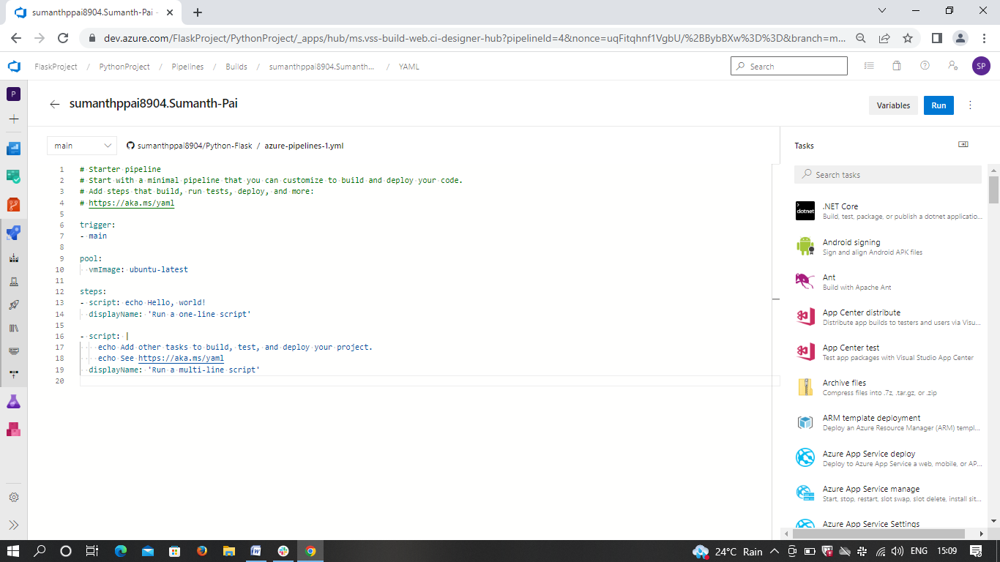 sumanthppai8904.Sumanth-Pai -
dev.azure.com/FlaskProject/PythonProject/_apps/hub/ms.vss-build-web.ci-designer-hub?pipelineId=4&nonce=uqFitqhnf1VgbU/%2BBybBXw%3D%3D&branch=m...
FlaskProject / PythonProject / Pipelines / Builds / sumanthppai8904.Sumanth... / YAML
Search
SP
P
sumanthppai8904.Sumanth-Pai
Variables
Run
main
sumanthppai8904/Python-Flask / azure-pipelines-1.yml
1 # Starter pipeline
2 # Start with a minimal pipeline that you can customize to build and deploy your code.
3 # Add steps that build, run tests, deploy, and more:
4 # https://aka.ms/yaml
5
6 trigger:
7 - main
8
9 pool:
10 vmImage: ubuntu-latest
11
12 steps:
13 - script: echo Hello, world!
14 displayName: 'Run a one-line script'
15
16 - script: |
17 echo Add other tasks to build, test, and deploy your project.
18 echo See https://aka.ms/yaml
19 displayName: 'Run a multi-line script'
20
Tasks
Search tasks
dotnet
.NET Core
Build, test, package, or publish a dotnet applicatio...
Android signing
Sign and align Android APK files
Ant
Build with Apache Ant
App Center distribute
Distribute app builds to testers and users via Visu...
App Center test
Test app packages with Visual Studio App Center
Archive files
Compress files into .7z, .tar.gz, or .zip
ARM template deployment
Deploy an Azure Resource Manager (ARM) templ...
Azure App Service deploy
Deploy to Azure App Service a web, mobile, or AP...
Azure App Service manage
Start, stop, restart, slot swap, slot delete, install sit...
Azure App Service Settings
24°C Rain
ENG
15:09